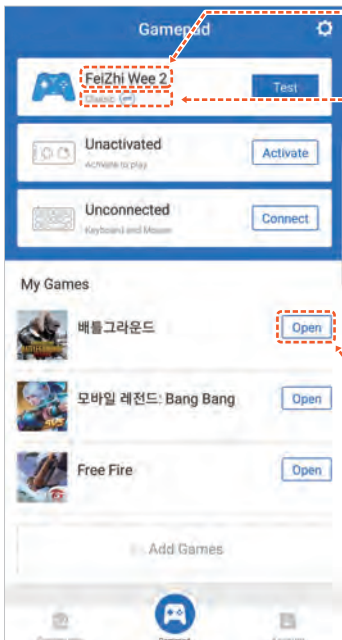 Gamepad
FeiZhi Wee 2
Classic
Test
Unactivated
Activate to play
Activate
Unconnected
Keyboard and Mouse
Connect
My Games
배틀그라운드
Open
모바일 레전드: Bang Bang
Open
Free Fire
Open
Add Games
Gamepad